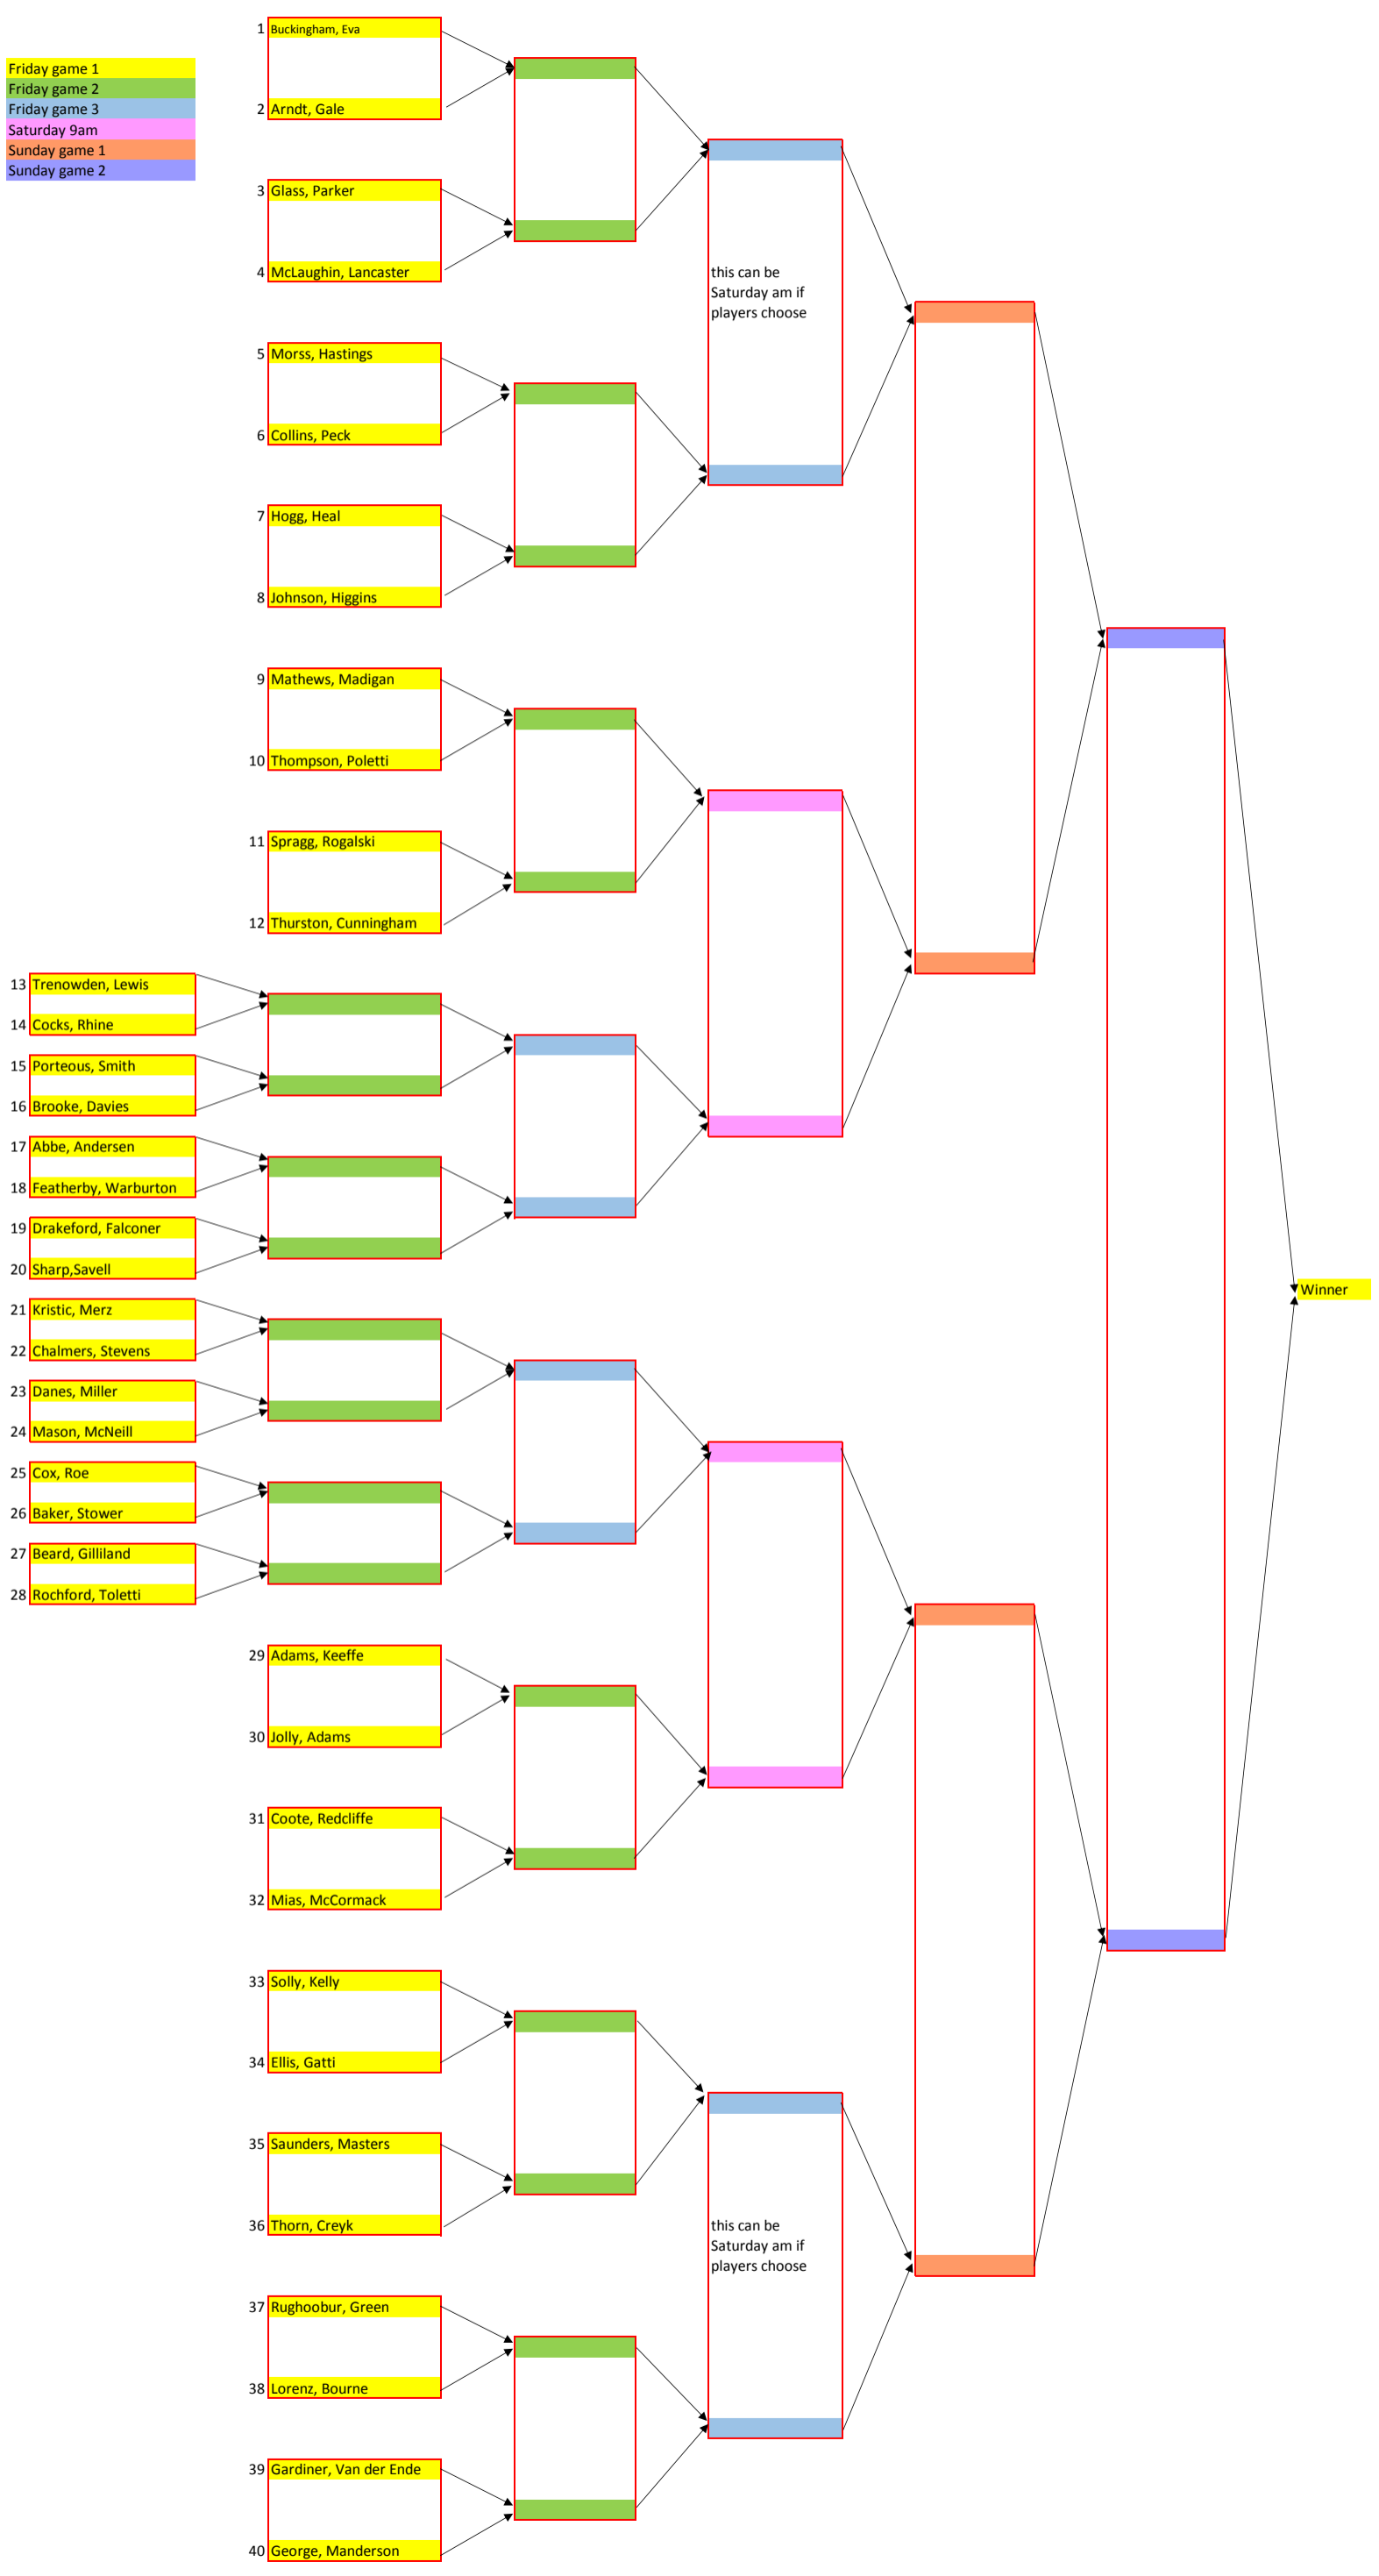 Friday game 1
Friday game 2
Friday game 3
Saturday 9am
Sunday game 1
Sunday game 2
1 Buckingham, Eva
2 Arndt, Gale
3 Glass, Parker
4 McLaughin, Lancaster
this can be
Saturday am if
players choose
5 Morss, Hastings
6 Collins, Peck
7 Hogg, Heal
8 Johnson, Higgins
9 Mathews, Madigan
10 Thompson, Poletti
11 Spragg, Rogalski
12 Thurston, Cunningham
13 Trenowden, Lewis
14 Cocks, Rhine
15 Porteous, Smith
16 Brooke, Davies
17 Abbe, Andersen
18 Featherby, Warburton
19 Drakeford, Falconer
20 Sharp,Savell
Winner
21 Kristic, Merz
22 Chalmers, Stevens
23 Danes, Miller
24 Mason, McNeill
25 Cox, Roe
26 Baker, Stower
27 Beard, Gilliland
28 Rochford, Toletti
29 Adams, Keeffe
30 Jolly, Adams
31 Coote, Redcliffe
32 Mias, McCormack
33 Solly, Kelly
34 Ellis, Gatti
35 Saunders, Masters
36 Thorn, Creyk
this can be
Saturday am if
players choose
37 Rughoobur, Green
38 Lorenz, Bourne
39 Gardiner, Van der Ende
40 George, Manderson